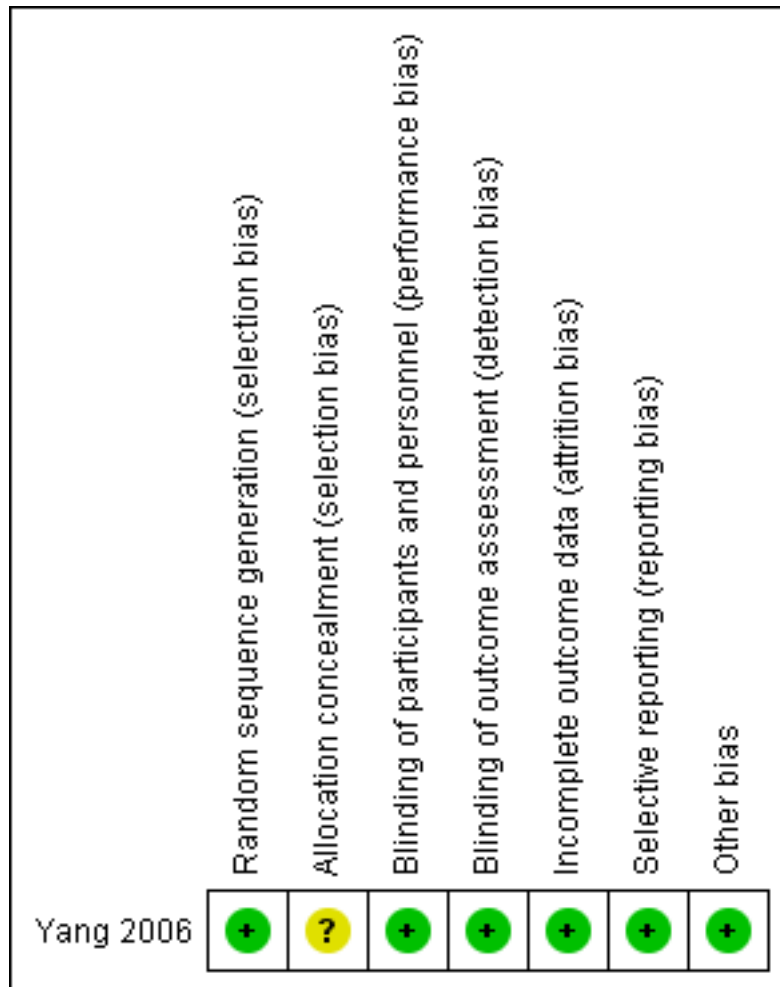 Random sequence generation (selection bias)
Allocation concealment (selection bias)
Blinding of participants and personnel (performance bias)
Blinding of outcome assessment (detection bias)
Incomplete outcome data (attrition bias)
Selective reporting (reporting bias)
Other bias
Yang 2006 + ? + + + + +